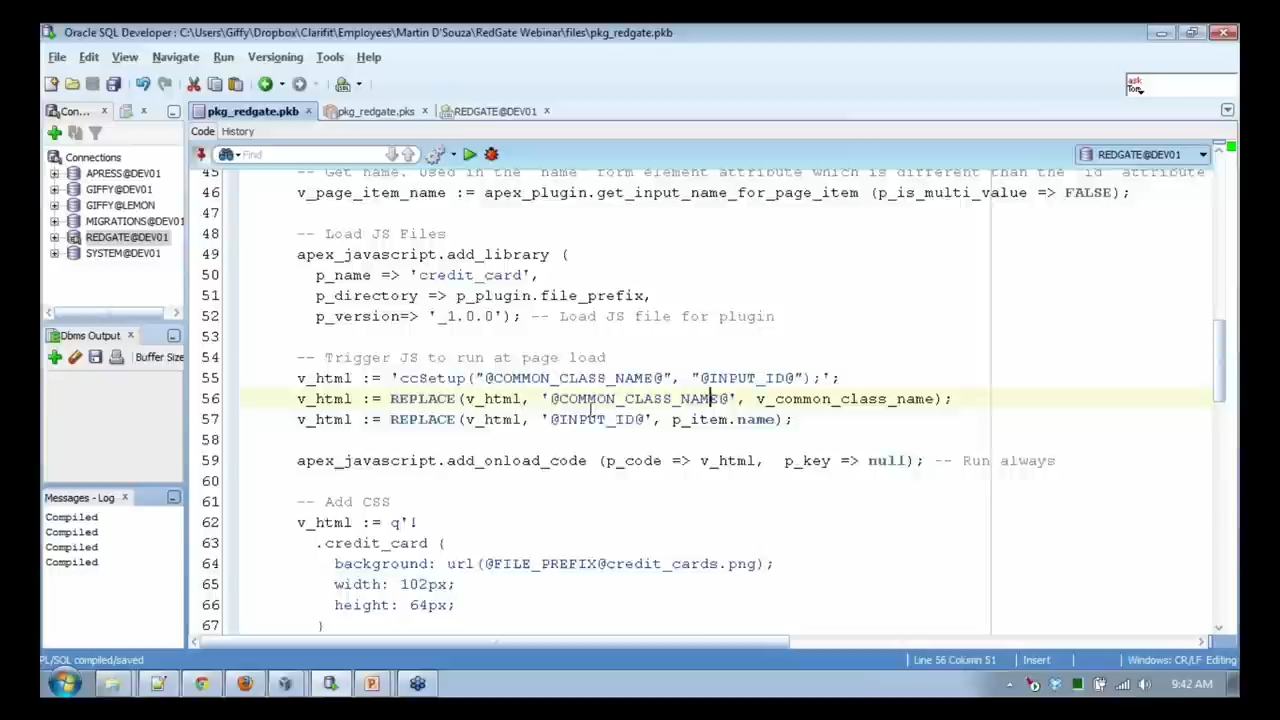 Oracle SQL Developer : C:\Users\Giffy\Dropbox\Clarifit\Employees\Martin D'Souza\RedGate Webinar\files\pkg_redgate.pkb
File Edit View Navigate Run Versioning Tools Help
ask
Tom
Con... pkg_redgate.pkb pkg_redgate.pks REDGATE@DEV01
Code History
Find REDGATE@DEV01
Connections
APRESS@DEV01
GIFFY@DEV01
GIFFY@LEMON
MIGRATIONS@DEV01
REDGATE@DEV01
SYSTEM@DEV01
Dbms Output
Buffer Size
Messages - Log
Compiled
Compiled
Compiled
Compiled
45 -- Get name. Used in the "name" form element attribute which is different than the "id" attribute
46 v_page_item_name := apex_plugin.get_input_name_for_page_item (p_is_multi_value => FALSE);
47
48 -- Load JS Files
49 apex_javascript.add_library (
50 p_name => 'credit_card',
51 p_directory => p_plugin.file_prefix,
52 p_version=> '_1.0.0'); -- Load JS file for plugin
53
54 -- Trigger JS to run at page load
55 v_html := 'ccSetup("@COMMON_CLASS_NAME@", "@INPUT_ID@");';
56 v_html := REPLACE(v_html, '@COMMON_CLASS_NAME@', v_common_class_name);
57 v_html := REPLACE(v_html, '@INPUT_ID@', p_item.name);
58
59 apex_javascript.add_onload_code (p_code => v_html, p_key => null); -- Run always
60
61 -- Add CSS
62 v_html := q'!
63 .credit_card {
64 background: url(@FILE_PREFIX@credit_cards.png);
65 width: 102px;
66 height: 64px;
67 }
PL/SQL compiled/saved Line 56 Column 51 Insert Windows: CR/LF Editing
9:42 AM